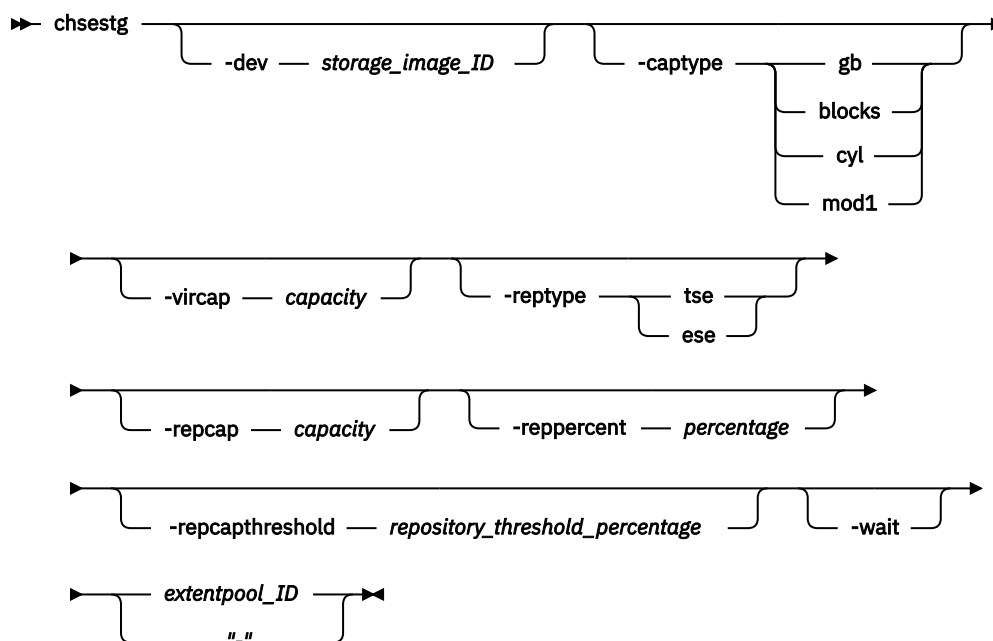 chsestg
-dev storage_image_ID -captype gb
blocks
cyl
mod1
-vircap capacity -reptype tse
ese
-repcap capacity -reppercent percentage
-repcapthreshold repository_threshold_percentage -wait
extentpool_ID
"-"